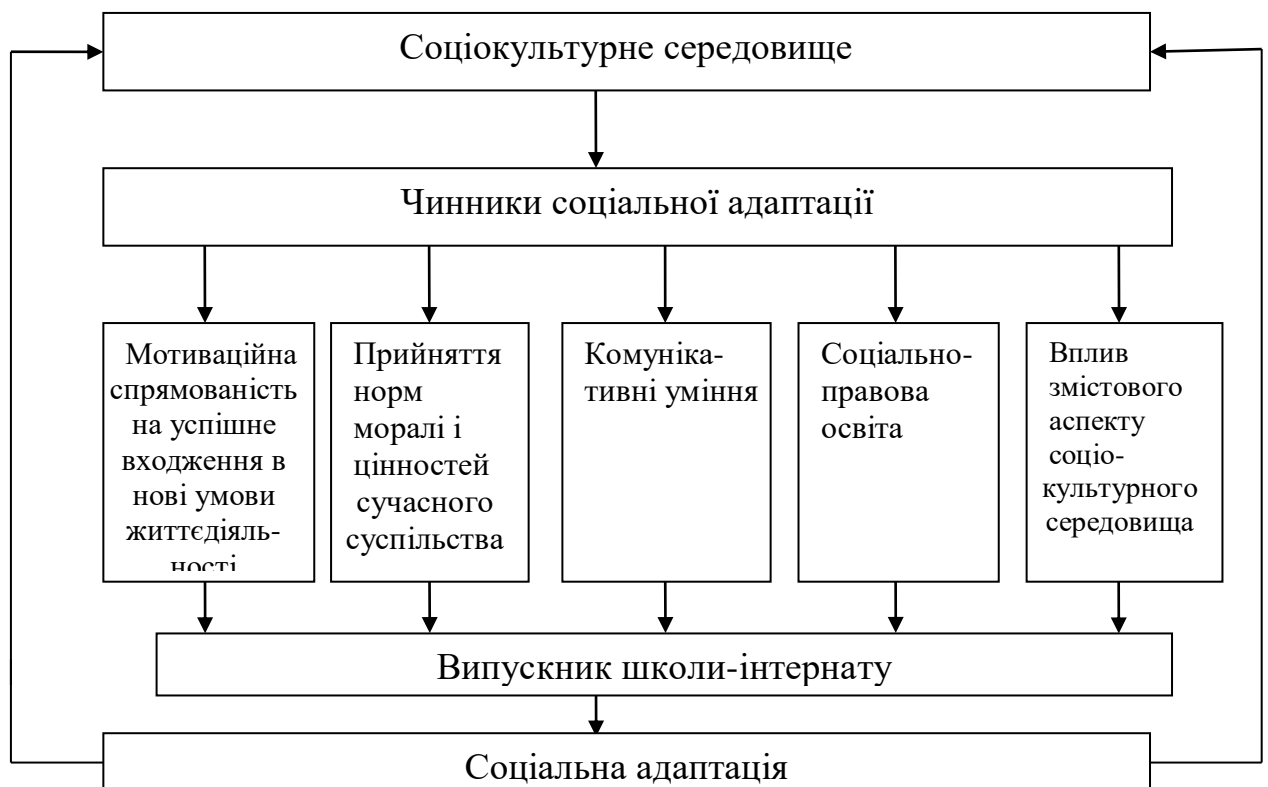 Соціокультурне середовище
Чинники соціальної адаптації
Мотиваційна
спрямованість
на успішне
входження в
нові умови
життєдіяль-
ності
Прийняття
норм
моралі і
цінностей
сучасного
суспільства
Комуніка-
тивні уміння
Соціально-
правова
освіта
Вплив
змістового
аспекту
соціо-
культурного
середовища
Випускник школи-інтернату
Соціальна адаптація